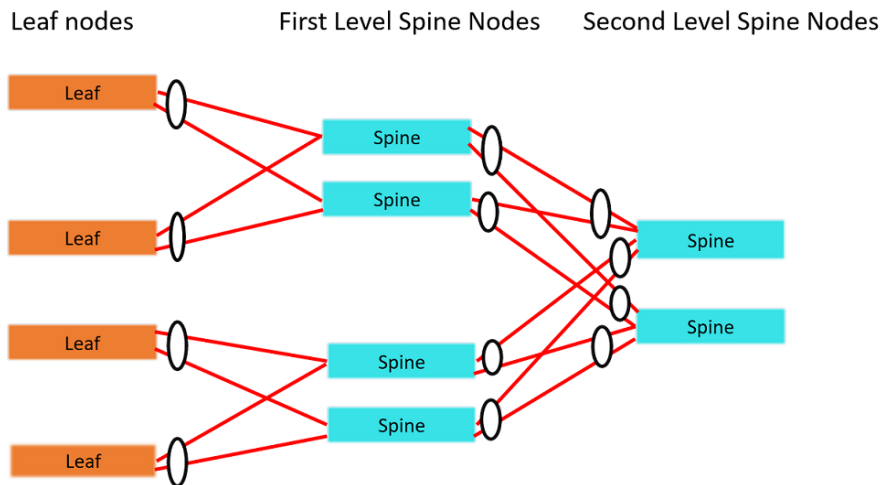 Leaf nodes
First Level Spine Nodes
Second Level Spine Nodes
Leaf
Spine
Spine
Leaf
Spine
Spine
Leaf
Spine
Spine
Leaf